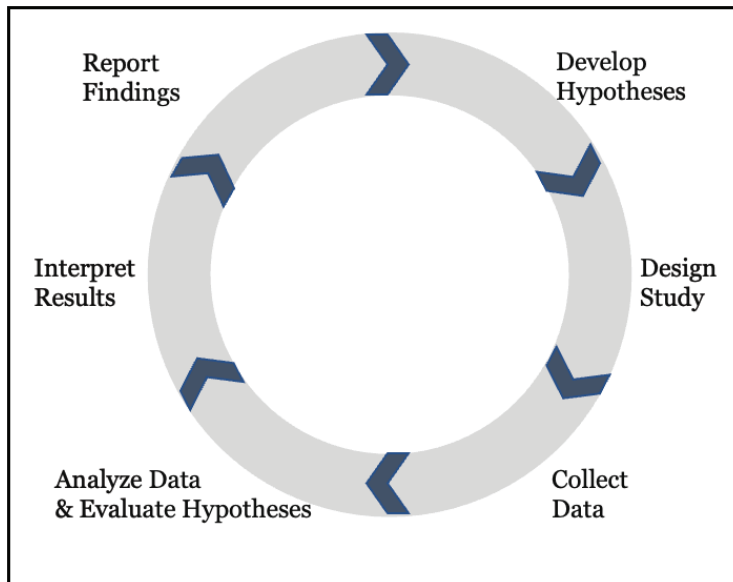 Report
Findings
Develop
Hypotheses
Interpret
Results
Design
Study
Analyze Data
& Evaluate Hypotheses
Collect
Data